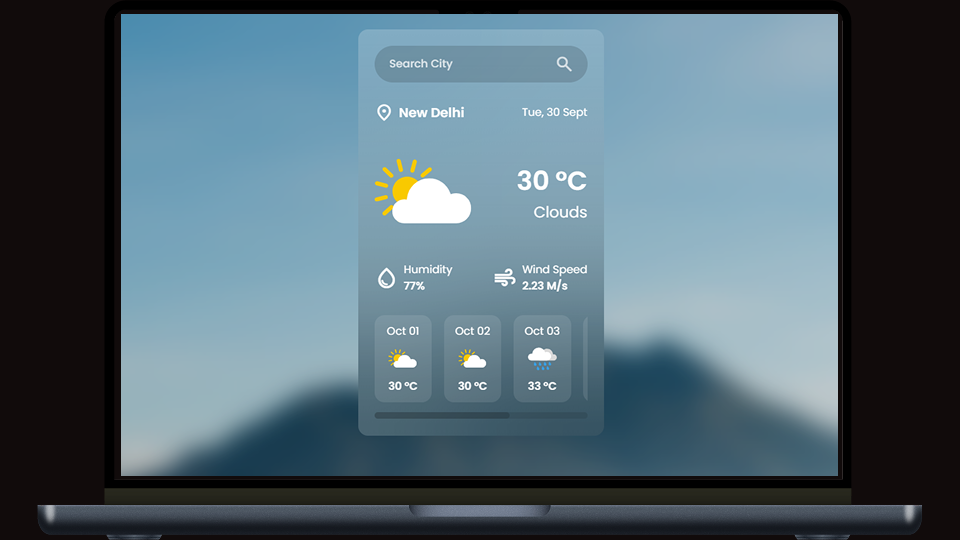 Search City
New Delhi
Tue, 30 Sept
30 °C
Clouds
Humidity
77%
Wind Speed
2.23 M/s
Oct 01
30 °C
Oct 02
30 °C
Oct 03
33 °C